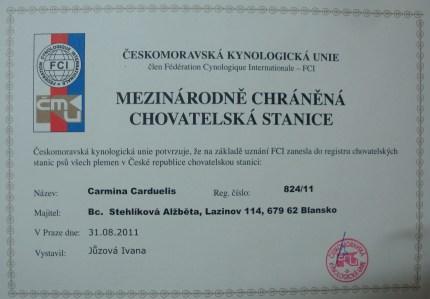 ČESKOMORAVSKÁ KYNOLOGICKÁ UNIE
člen Fédération Cynologique Internationale – FCI
FCI
ČMKU
MEZINÁRODNĚ CHRÁNĚNÁ
CHOVATELSKÁ STANICE
Českomoravská kynologická unie potvrzuje, že na základě uznání FCI zanesla do registru chovatelských
stanic psů všech plemen v České republice chovatelskou stanici:
Název: Carmina Carduelis Reg. číslo: 824/11
Majitel: Bc. Stehlíková Alžběta, Lazinov 114, 679 62 Blansko
V Praze dne: 31.08.2011
Vystavil: Jůzová Ivana